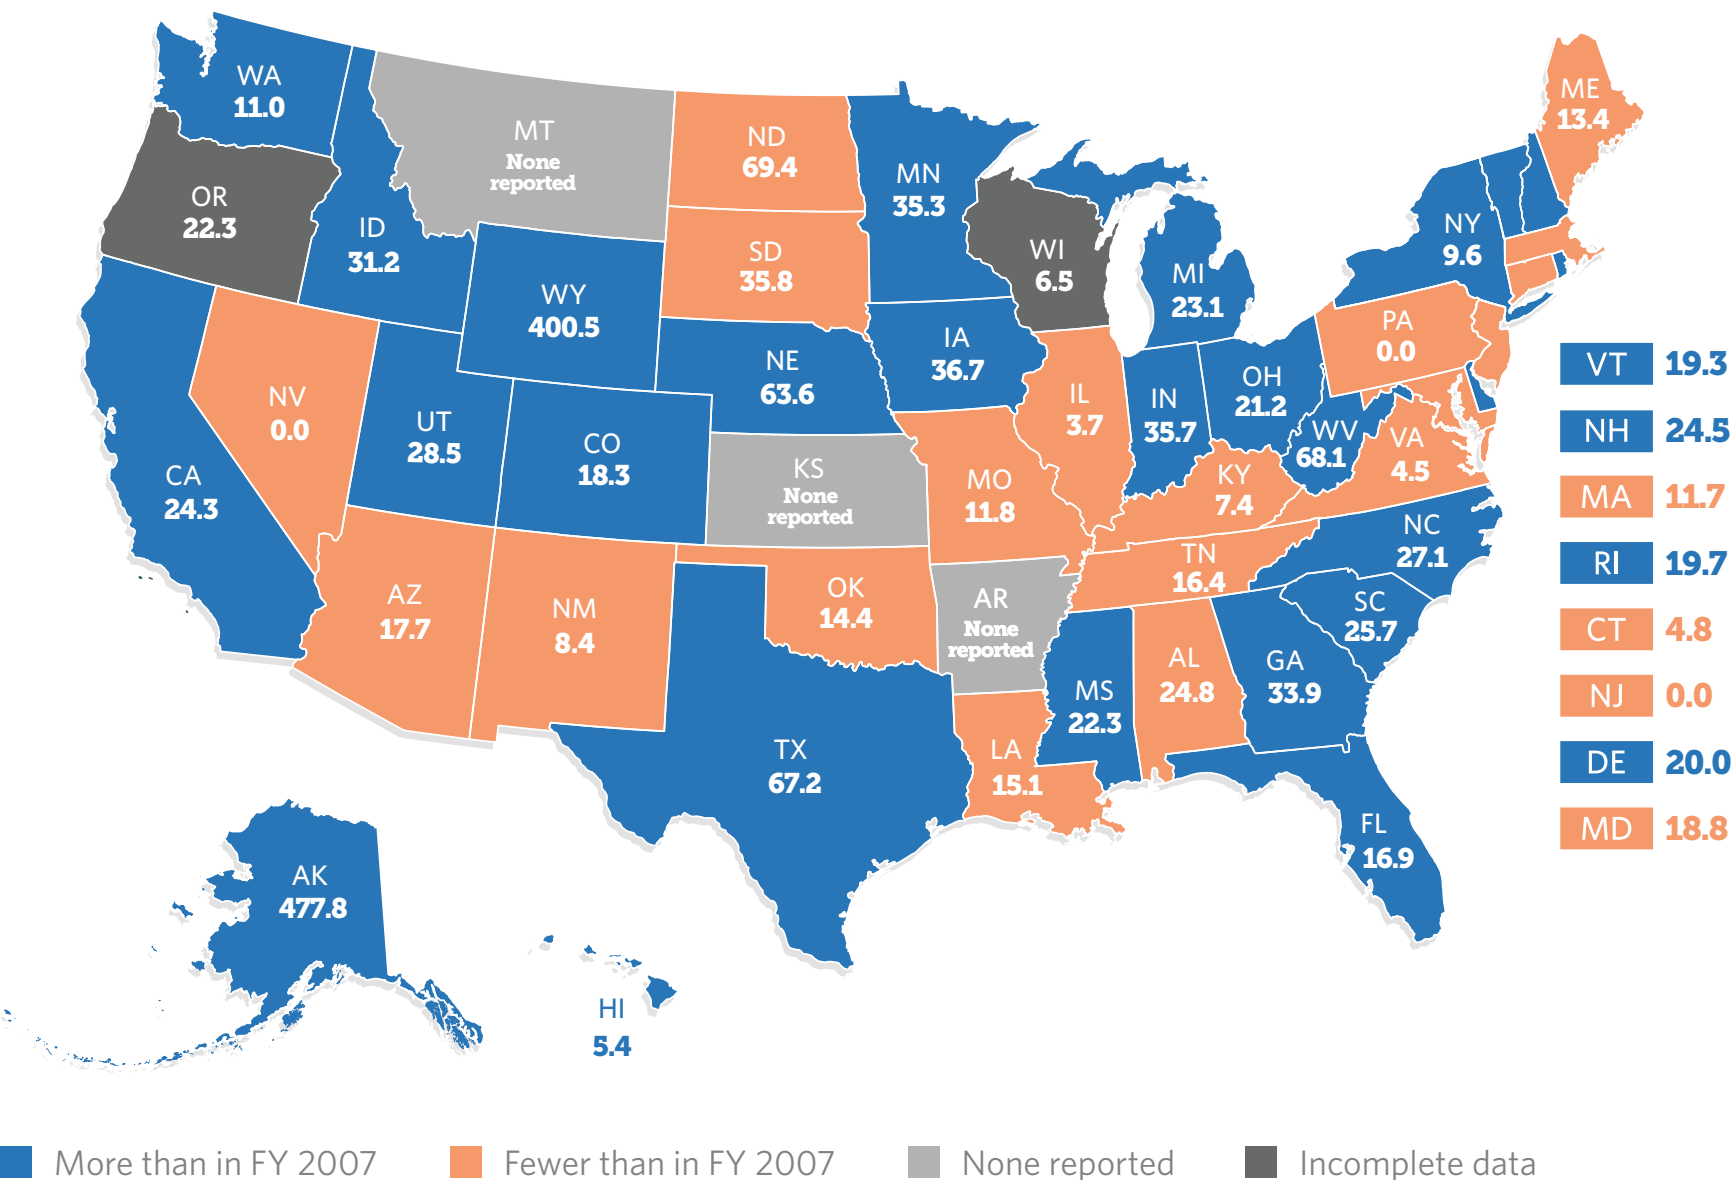 WA
11.0
MT
None
reported
ND
69.4
MN
35.3
ME
13.4
OR
22.3
ID
31.2
SD
35.8
WI
6.5
NY
9.6
WY
400.5
MI
23.1
NE
63.6
IA
36.7
PA
0.0
NV
0.0
UT
28.5
CO
18.3
IL
3.7
IN
35.7
OH
21.2
WV
68.1
VA
4.5
CA
24.3
KS
None
reported
MO
11.8
KY
7.4
NC
27.1
AZ
17.7
NM
8.4
OK
14.4
AR
None
reported
TN
16.4
SC
25.7
MS
22.3
AL
24.8
GA
33.9
TX
67.2
LA
15.1
FL
16.9
AK
477.8
HI
5.4
VT 19.3
NH 24.5
MA 11.7
RI 19.7
CT 4.8
NJ 0.0
DE 20.0
MD 18.8
More than in FY 2007 Fewer than in FY 2007 None reported Incomplete data